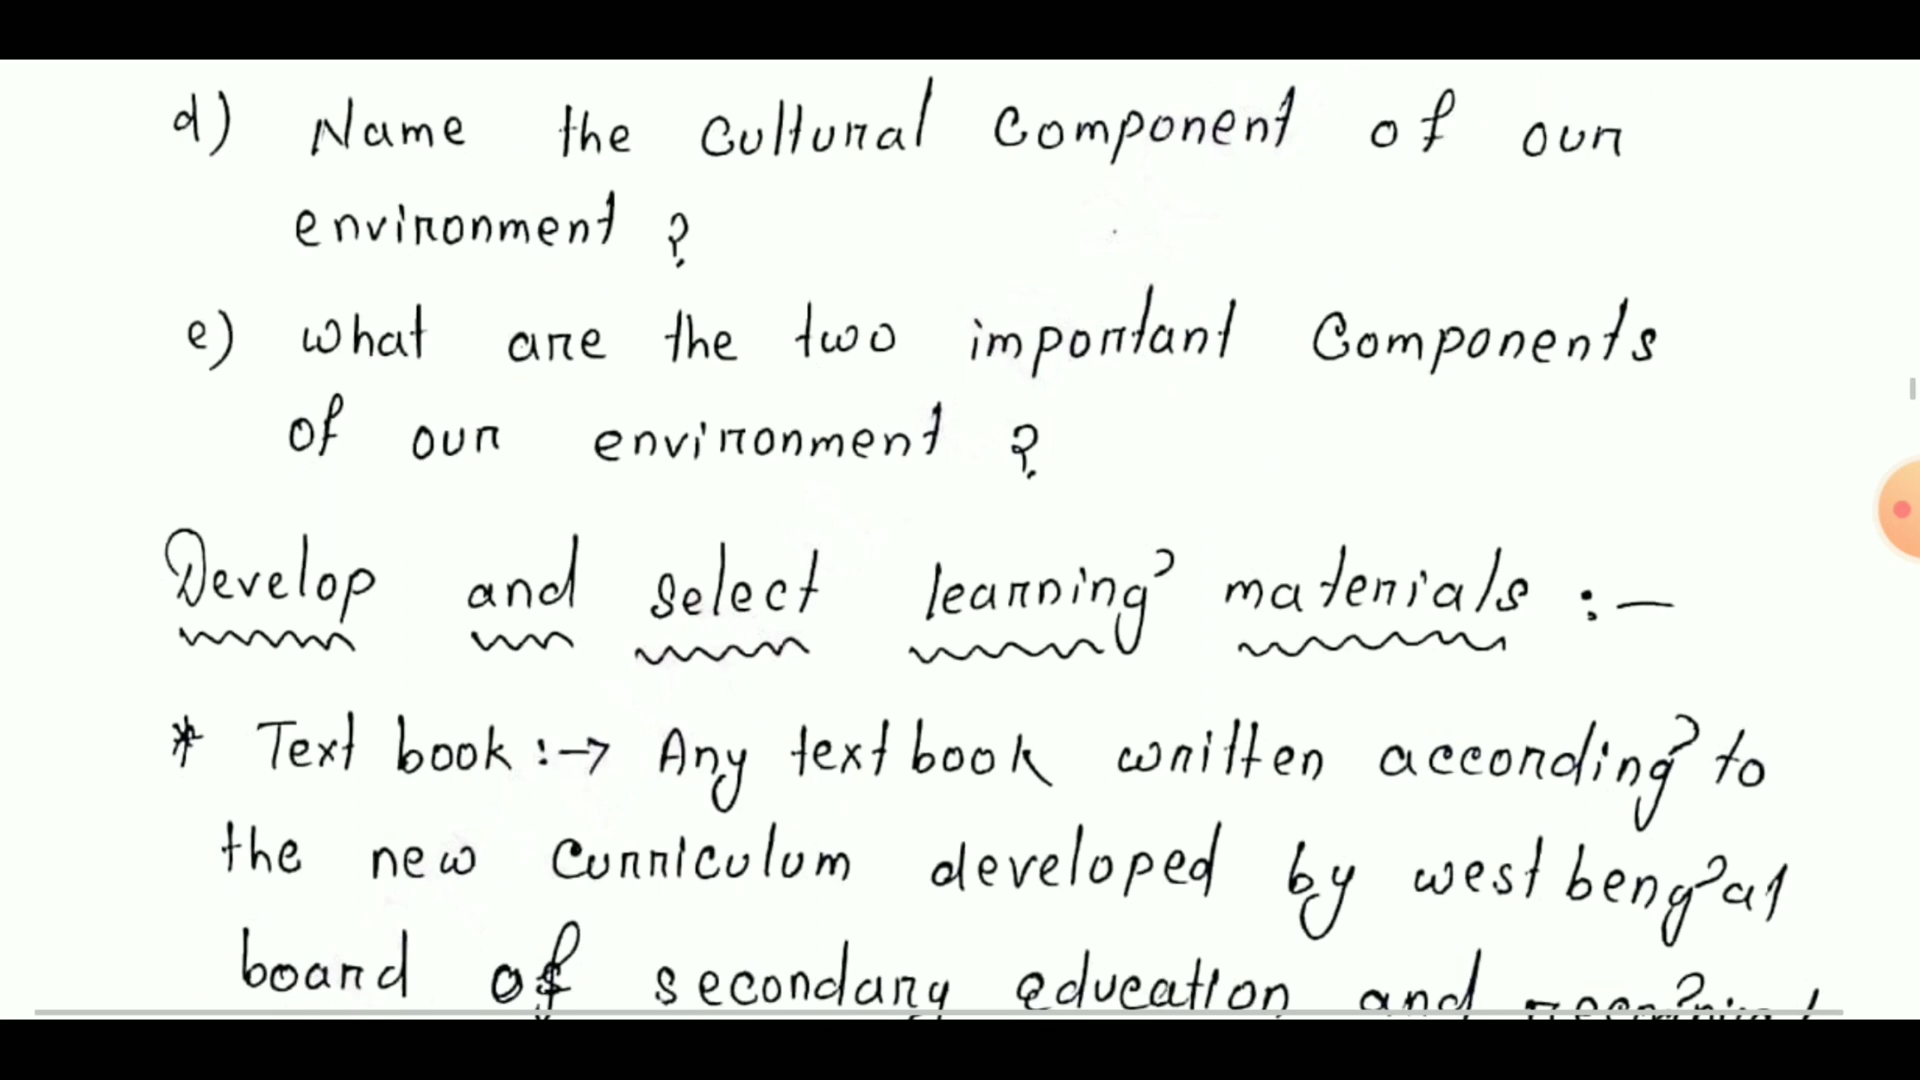 d) Name the Cultural Component of our
environment ?
e) What are the two important Components
of our environment ?
Develop and select learning materials :-
* Text book :→ Any text book written according to
the new Curriculum developed by west bengal
board of secondary education and